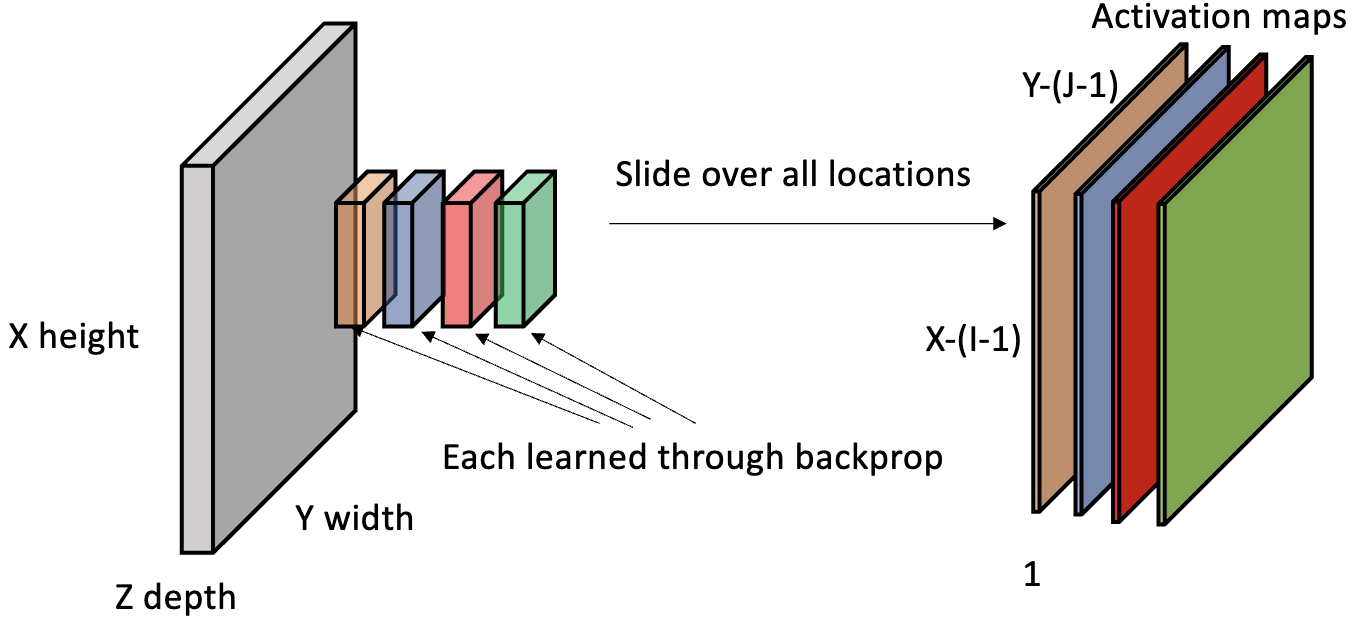 Activation maps
Y-(J-1)
Slide over all locations
X height
X-(I-1)
Each learned through backprop
Y width
Z depth
1